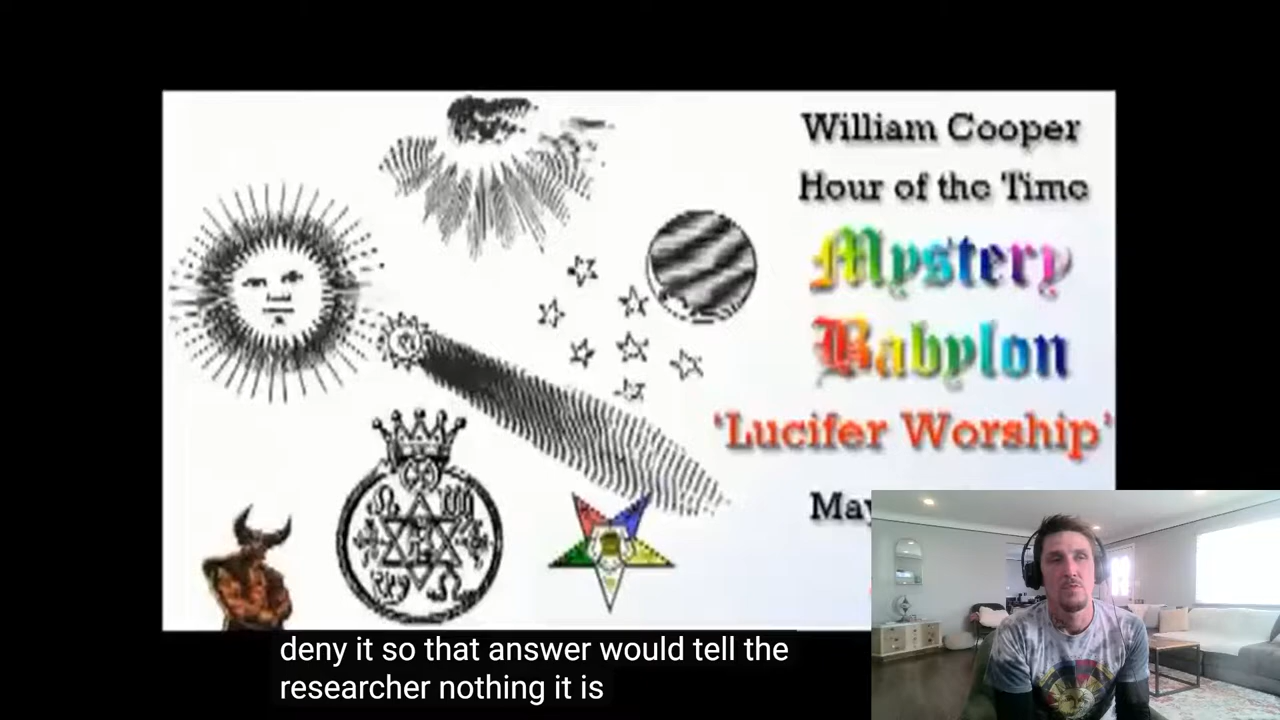 William Cooper
Hour of the Time
Mystery
Babylon
'Lucifer Worship'
May
deny it so that answer would tell the
researcher nothing it is